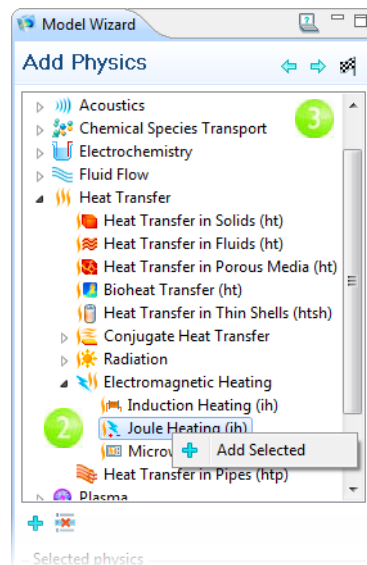 Model Wizard
Add Physics
Acoustics
3
Chemical Species Transport
Electrochemistry
Fluid Flow
Heat Transfer
Heat Transfer in Solids (ht)
Heat Transfer in Fluids (ht)
Heat Transfer in Porous Media (ht)
Bioheat Transfer (ht)
Heat Transfer in Thin Shells (htsh)
Conjugate Heat Transfer
Radiation
Electromagnetic Heating
Induction Heating (ih)
2
Joule Heating
Add Selected
Heat Transfer in Pipes (htp)
Plasma
Selected physics